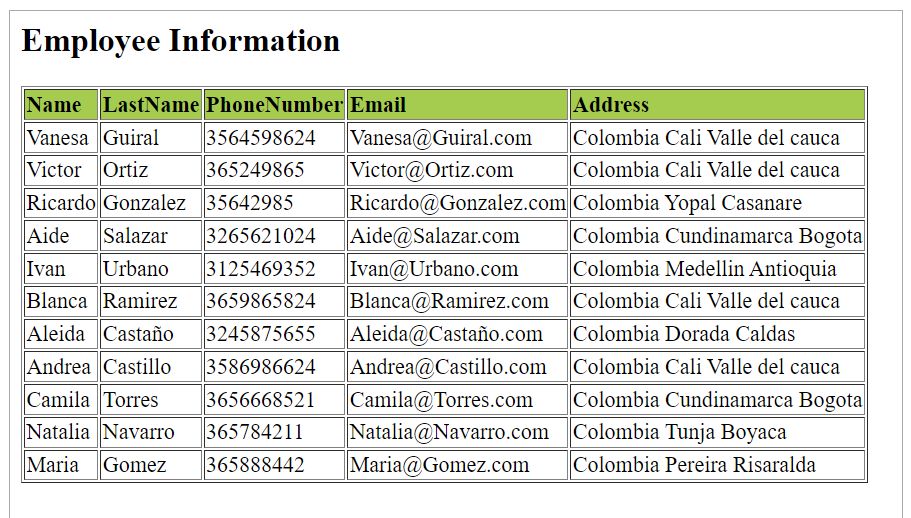 Employee Information
Name LastName PhoneNumber Email Address
Vanesa Guiral 3564598624 Vanesa@Guiral.com Colombia Cali Valle del cauca
Victor Ortiz 365249865 Victor@Ortiz.com Colombia Cali Valle del cauca
Ricardo Gonzalez 35642985 Ricardo@Gonzalez.com Colombia Yopal Casanare
Aide Salazar 3265621024 Aide@Salazar.com Colombia Cundinamarca Bogota
Ivan Urbano 3125469352 Ivan@Urbano.com Colombia Medellin Antioquia
Blanca Ramirez 3659865824 Blanca@Ramirez.com Colombia Cali Valle del cauca
Aleida Castaño 3245875655 Aleida@Castaño.com Colombia Dorada Caldas
Andrea Castillo 3586986624 Andrea@Castillo.com Colombia Cali Valle del cauca
Camila Torres 3656668521 Camila@Torres.com Colombia Cundinamarca Bogota
Natalia Navarro 365784211 Natalia@Navarro.com Colombia Tunja Boyaca
Maria Gomez 365888442 Maria@Gomez.com Colombia Pereira Risaralda